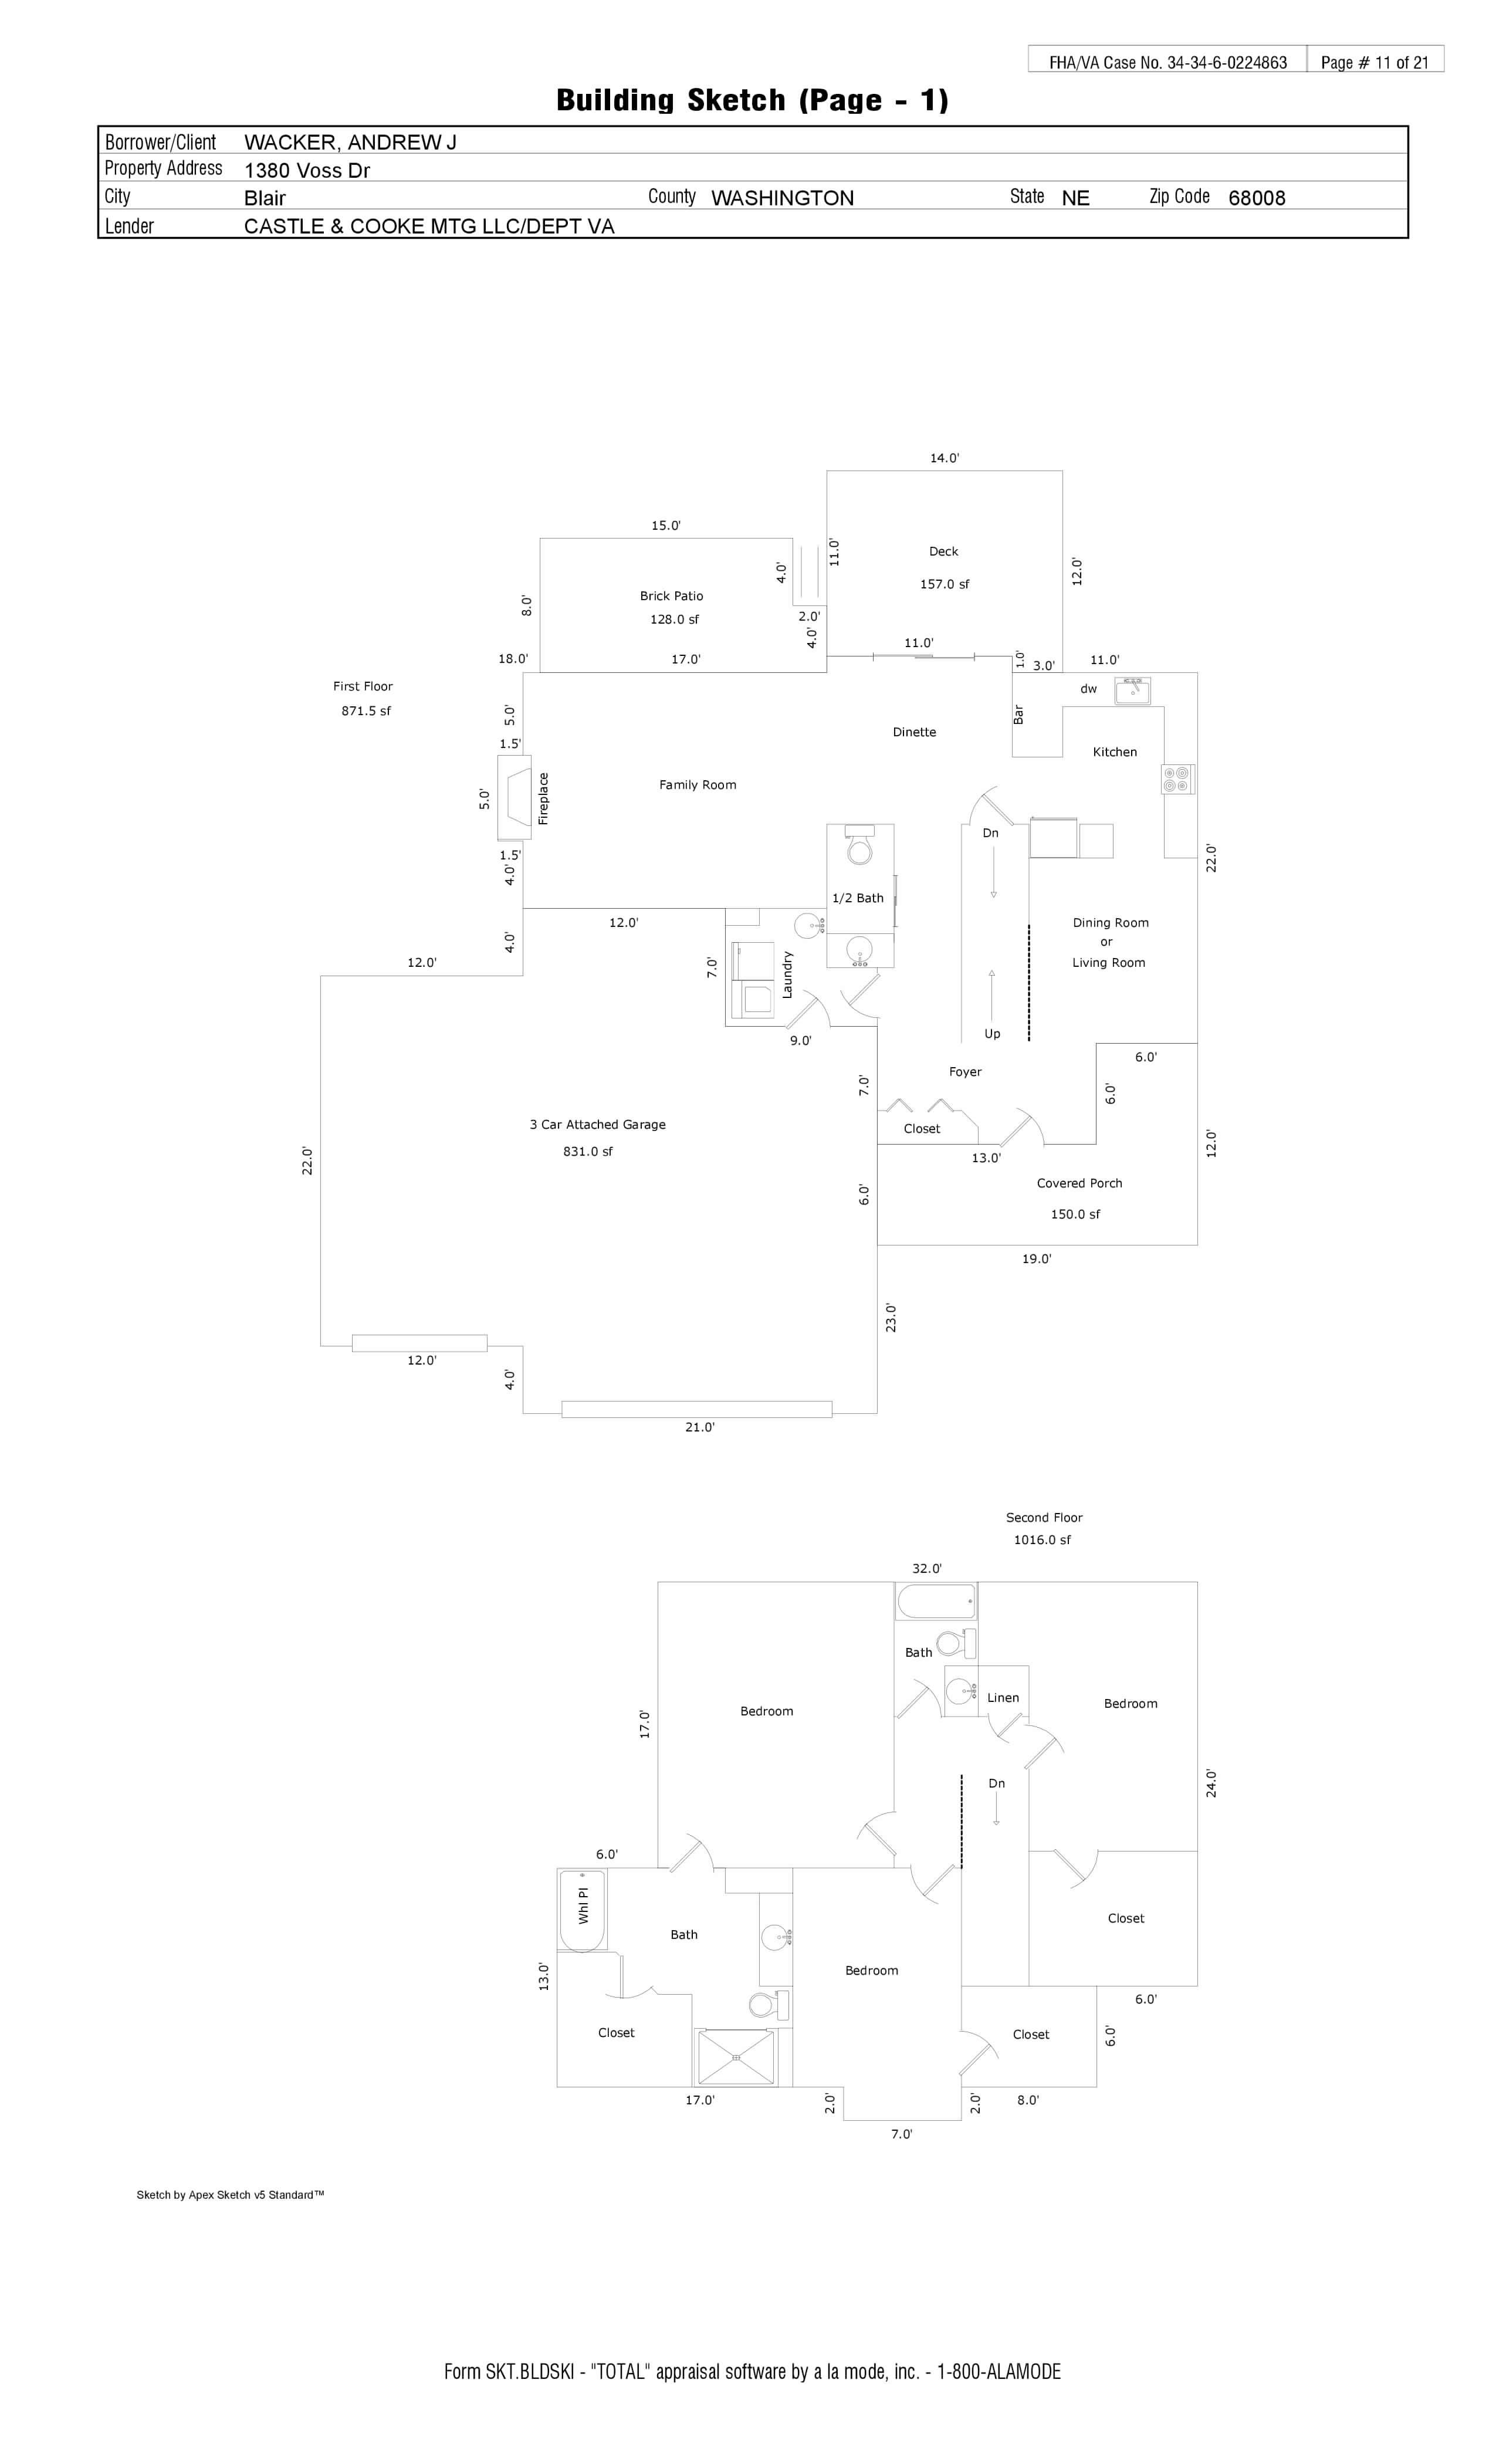 FHA/VA Case No. 34-34-6-0224863 Page # 11 of 21
Building Sketch (Page - 1)
Borrower/Client WACKER, ANDREW J
Property Address 1380 Voss Dr
City Blair County WASHINGTON State NE Zip Code 68008
Lender CASTLE & COOKE MTG LLC/DEPT VA
14.0'
15.0'
Deck
157.0 sf
11.0'
12.0'
4.0'
Brick Patio
128.0 sf
8.0'
2.0'
4.0'
11.0'
18.0'
17.0'
1.0'
3.0'
11.0'
First Floor
871.5 sf
dw
5.0'
Bar
Dinette
1.5'
Kitchen
Family Room
5.0'
Fireplace
Dn
1.5'
4.0'
22.0'
1/2 Bath
12.0'
Dining Room
or
Living Room
4.0'
12.0'
7.0'
Laundry
Up
9.0'
6.0'
Foyer
7.0'
6.0'
3 Car Attached Garage
831.0 sf
Closet
12.0'
22.0'
13.0'
Covered Porch
150.0 sf
6.0'
19.0'
23.0'
12.0'
4.0'
21.0'
Second Floor
1016.0 sf
32.0'
Bath
Linen
Bedroom
Bedroom
17.0'
Dn
24.0'
6.0'
Whl Pl
Closet
Bath
Bedroom
13.0'
6.0'
Closet
Closet
6.0'
17.0'
2.0'
2.0'
8.0'
7.0'
Sketch by Apex Sketch v5 Standard™
Form SKT.BLDSKI - "TOTAL" appraisal software by a la mode, inc. - 1-800-ALAMODE